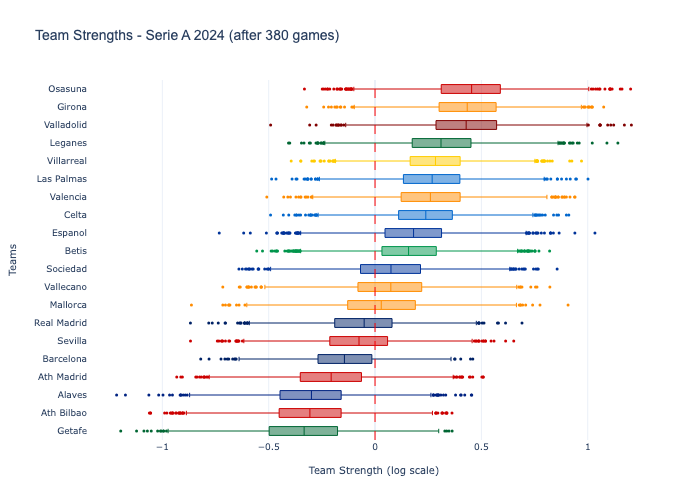 Team Strengths - Serie A 2024 (after 380 games)
Osasuna
Girona
Valladolid
Leganes
Villarreal
Las Palmas
Valencia
Celta
Espanol
Betis
Sociedad
Vallecano
Mallorca
Real Madrid
Sevilla
Barcelona
Ath Madrid
Alaves
Ath Bilbao
Getafe
Teams
−1
−0.5
0
0.5
1
Team Strength (log scale)